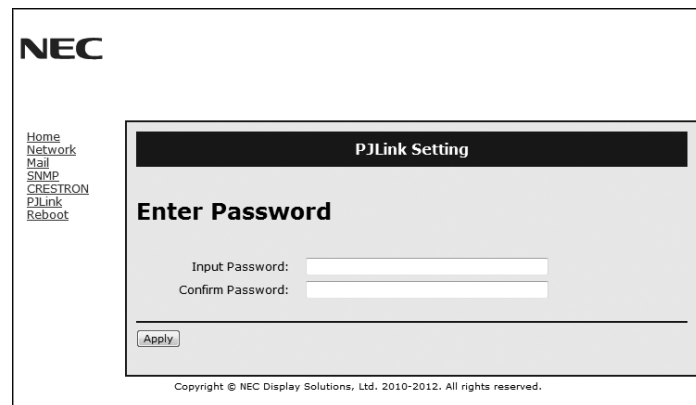 NEC
Home
Network
Mail
SNMP
CRESTRON
PJLink
Reboot
PJLink Setting
Enter Password
Input Password:
Confirm Password:
Apply
Copyright © NEC Display Solutions, Ltd. 2010-2012. All rights reserved.